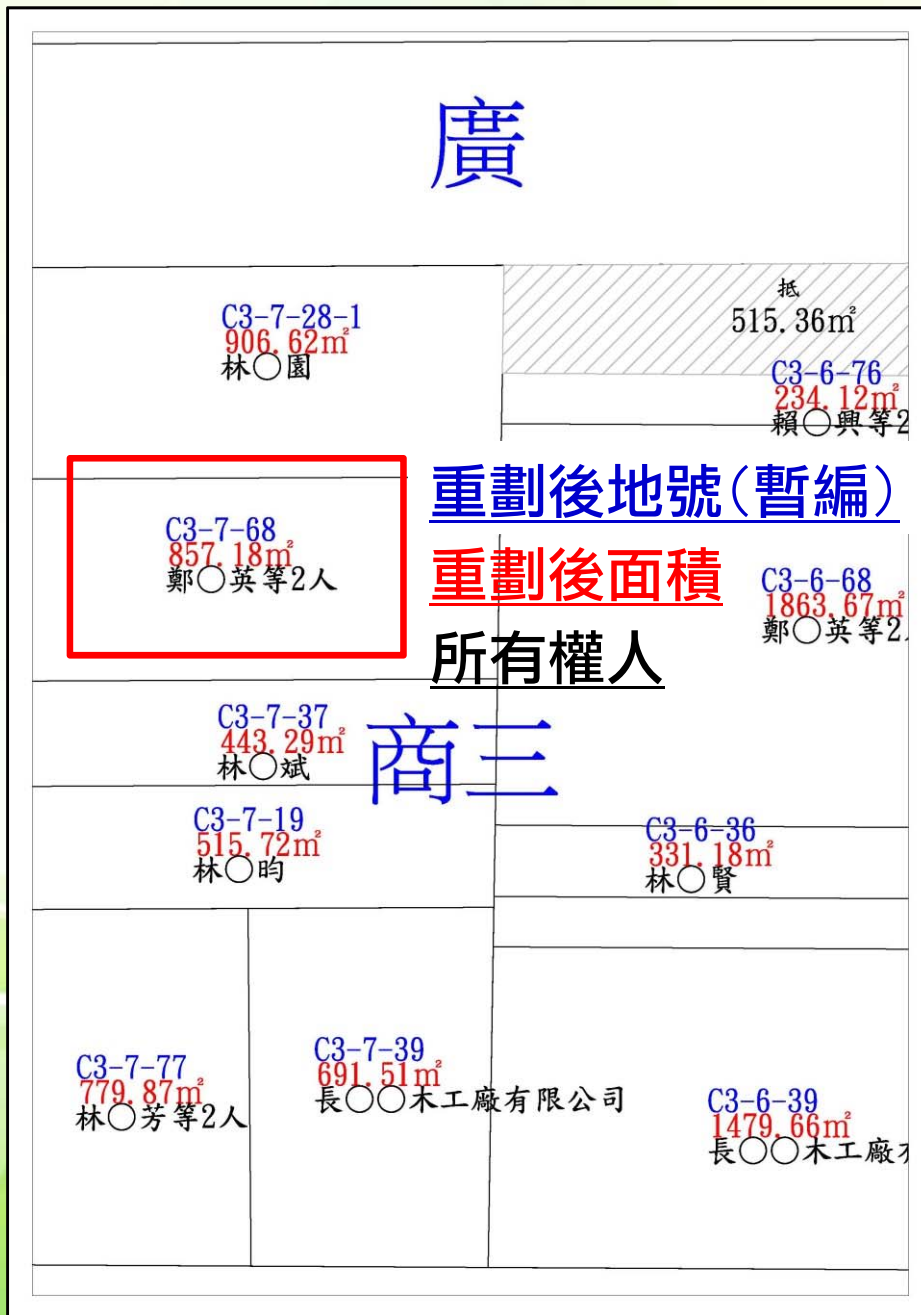 廣
C3-7-28-1
906.62㎡
林○園
抵
515.36㎡
C3-6-76
234.12㎡
賴○興等2
C3-7-68
857.18㎡
鄭○英等2人
重劃後地號(暫編)
重劃後面積
所有權人
C3-6-68
1863.67㎡
鄭○英等2
C3-7-37
443.29㎡
林○斌
商三
C3-7-19
515.72㎡
林○昀
C3-6-36
331.18㎡
林○賢
C3-7-77
779.87㎡
林○芳等2人
C3-7-39
691.51㎡
長○○木工廠有限公司
C3-6-39
1479.66㎡
長○○木工廠